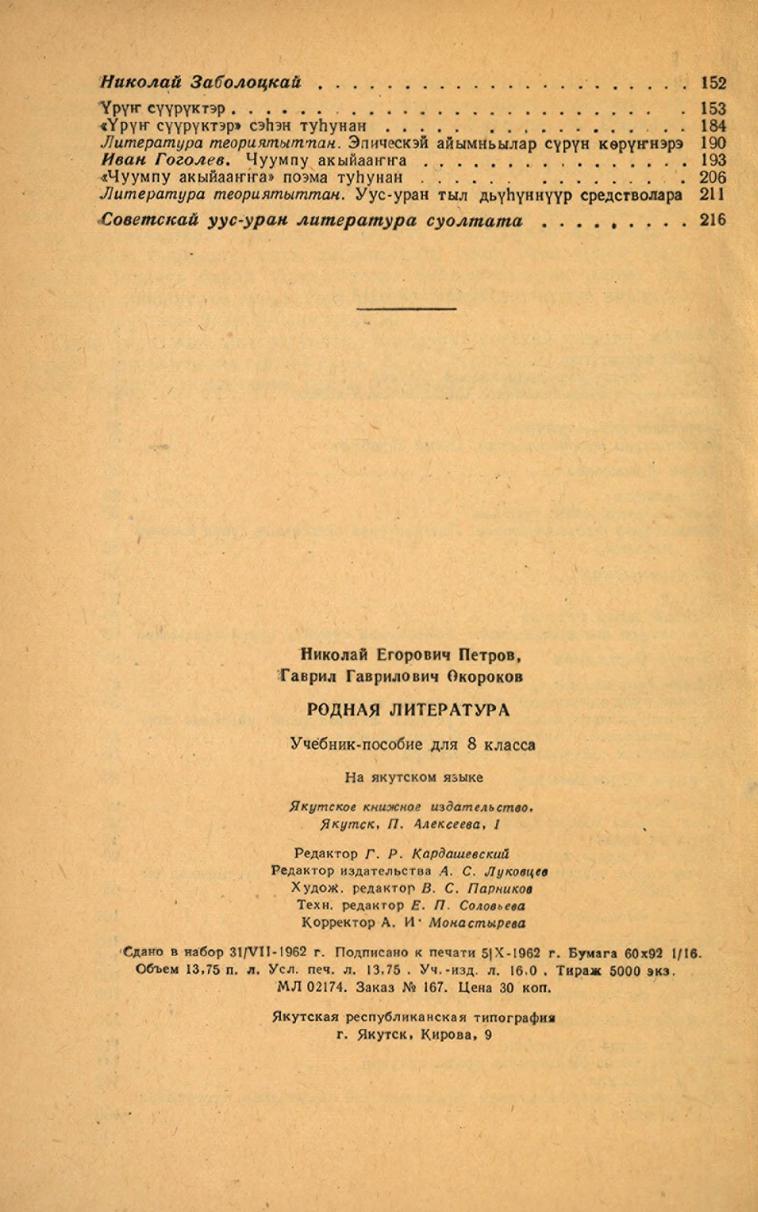 Николай Заболоцкай . . . . . . . . . . . . . . . . . . . . . . 152
Үрүҥ сүүрүктэр . . . . . . . . . . . . . . . . . . . . . . 153
«Үрүҥ сүүрүктэр» сэһэн туһунан . . . . . . . . . . . . . . . . 184
Литература теориятыттан. Эпическэй айымньылар сүрүн көрүҥнэрэ 190
Иван Гоголев. Чуумпу акыйааҥҥа . . . . . . . . . . . . . . 193
«Чуумпу акыйааҥҥа» поэма туһунан . . . . . . . . . . . . . . 206
Литература теориятыттан. Уус-уран тыл дьүһүннүүр средстволара 211
Советскай уус-уран литература суолтата . . . . . . . . . 216
Николай Егорович Петров,
Гаврил Гаврилович Окороков
РОДНАЯ ЛИТЕРАТУРА
Учебник-пособие для 8 класса
На якутском языке
Якутское книжное издательство.
Якутск, П. Алексеева, 1
Редактор Г. Р. Кардашевский
Редактор издательства А. С. Луковцев
Худож. редактор В. С. Парников
Техн. редактор Е. П. Соловьева
Корректор А. И. Монастырева
Сдано в набор 31/VII-1962 г. Подписано к печати 5|X-1962 г. Бумага 60х92 1/16.
Объем 13,75 п. л. Усл. печ. л. 13,75 . Уч.-изд. л. 16,0 . Тираж 5000 экз.
МЛ 02174. Заказ № 167. Цена 30 коп.
Якутская республиканская типография
г. Якутск, Кирова, 9